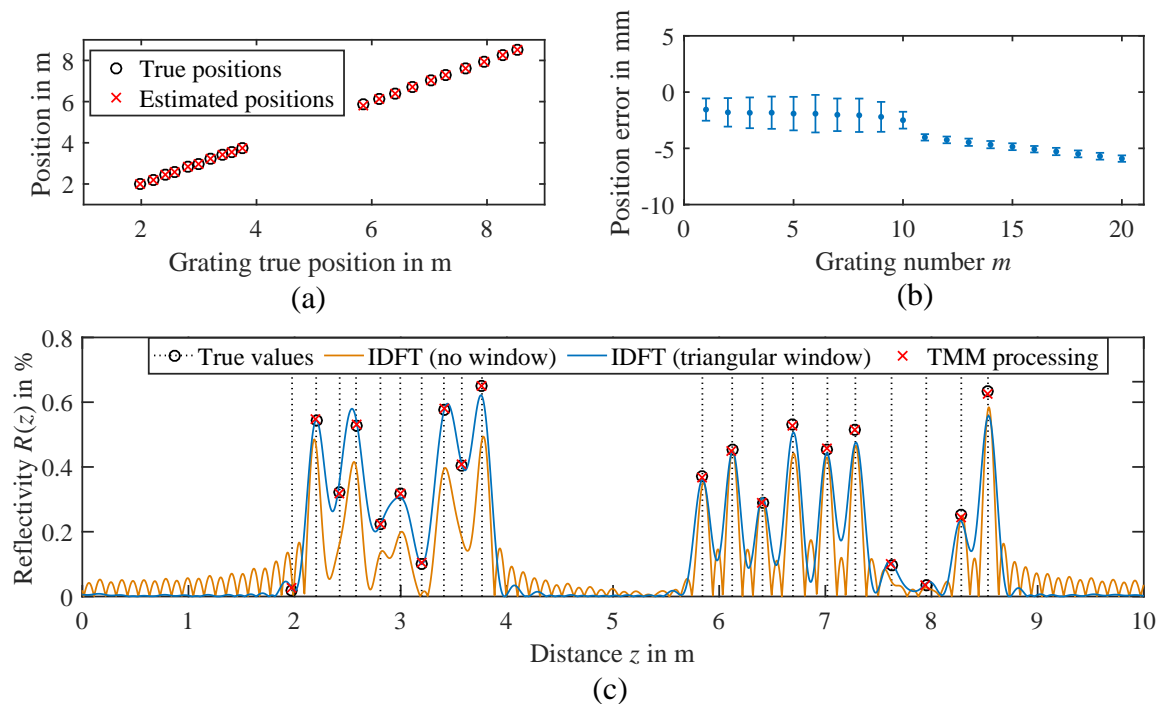 8
6
4
2
Position in m
True positions
Estimated positions
2 4 6 8
Grating true position in m
(a)
5
0
-5
-10
Position error in mm
0 5 10 15 20
Grating number m
(b)
0.8
0.6
0.4
0.2
0
Reflectivity R(z) in %
True values IDFT (no window) IDFT (triangular window) TMM processing
0 1 2 3 4 5 6 7 8 9 10
Distance z in m
(c)